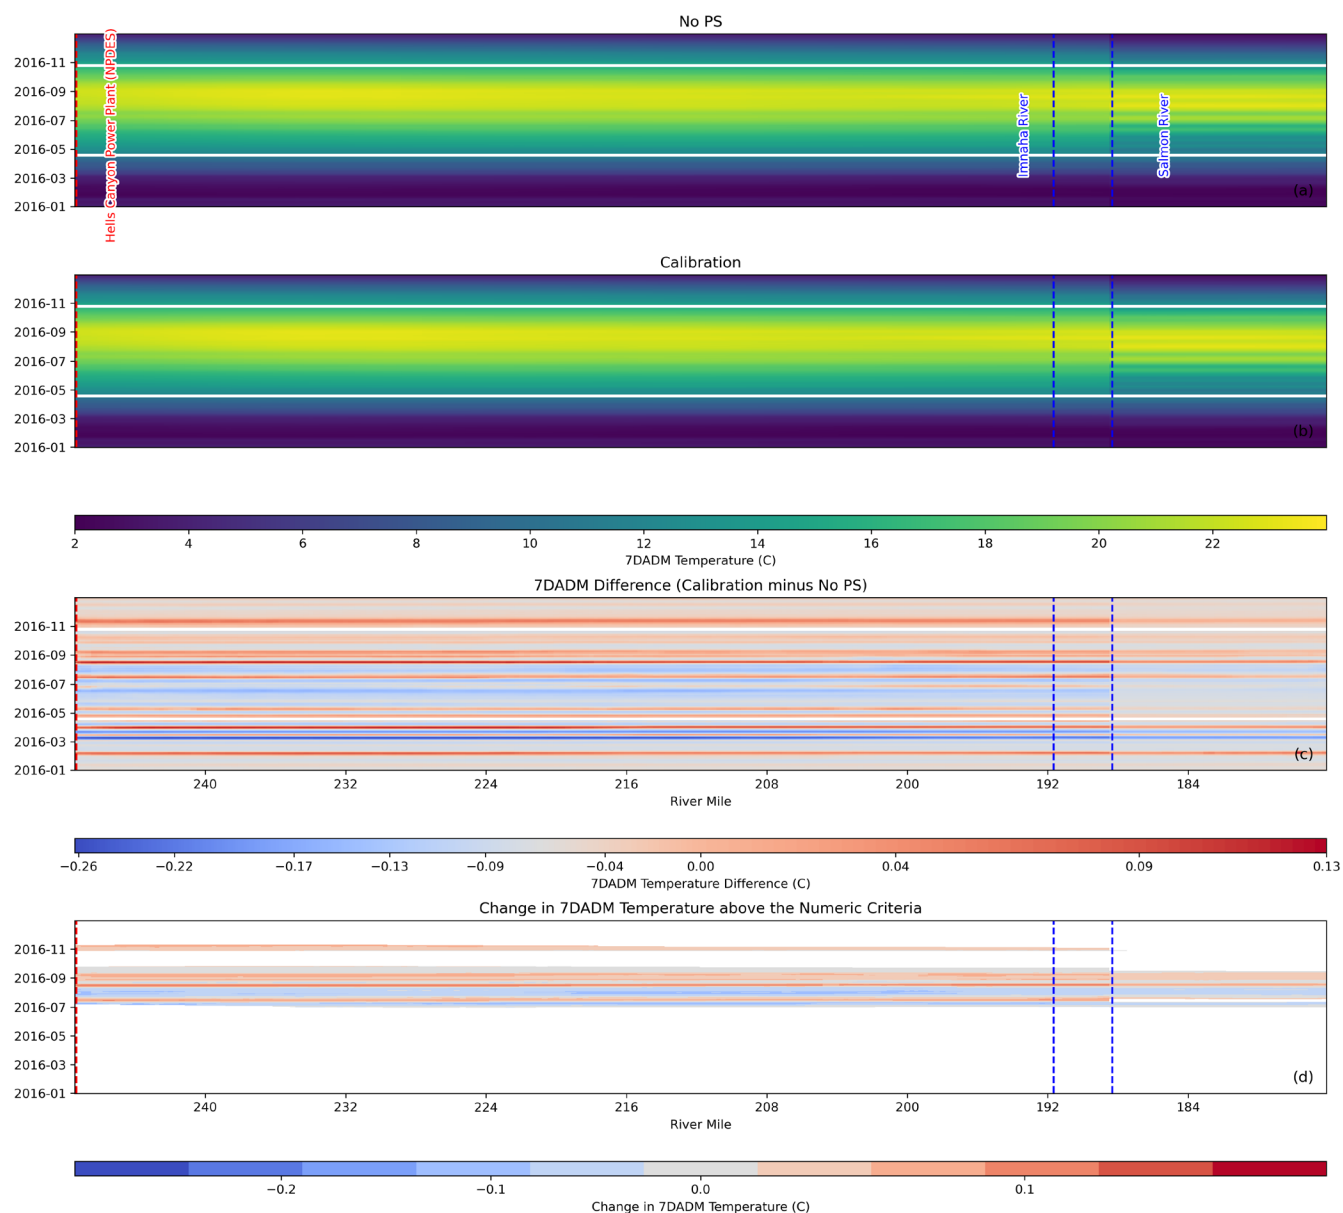 No PS
2016-11
2016-09
2016-07
2016-05
2016-03
2016-01
Hells Canyon Power Plant (NPDES)
Imnaha River
Salmon River
(a)
Calibration
2016-11
2016-09
2016-07
2016-05
2016-03
2016-01
(b)
2 4 6 8 10 12 14 16 18 20 22
7DADM Temperature (C)
7DADM Difference (Calibration minus No PS)
2016-11
2016-09
2016-07
2016-05
2016-03
2016-01
(c)
240 232 224 216 208 200 192 184
River Mile
−0.26 −0.22 −0.17 −0.13 −0.09 −0.04 0.00 0.04 0.09 0.13
7DADM Temperature Difference (C)
Change in 7DADM Temperature above the Numeric Criteria
2016-11
2016-09
2016-07
2016-05
2016-03
2016-01
(d)
240 232 224 216 208 200 192 184
River Mile
−0.2 −0.1 0.0 0.1
Change in 7DADM Temperature (C)